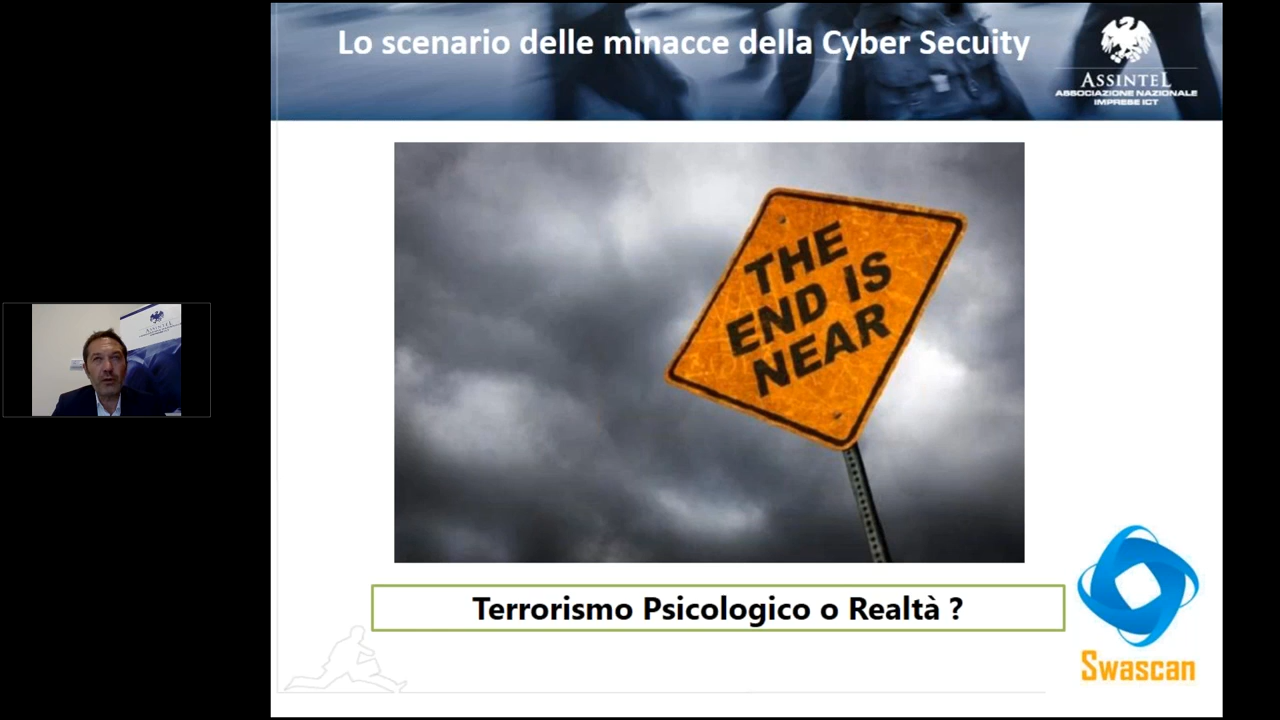 Lo scenario delle minacce della Cyber Secuity
ASSINTEL
ASSOCIAZIONE NAZIONALE
IMPRESE ICT
THE
END IS
NEAR
Terrorismo Psicologico o Realtà ?
Swascan
ASSINTEL